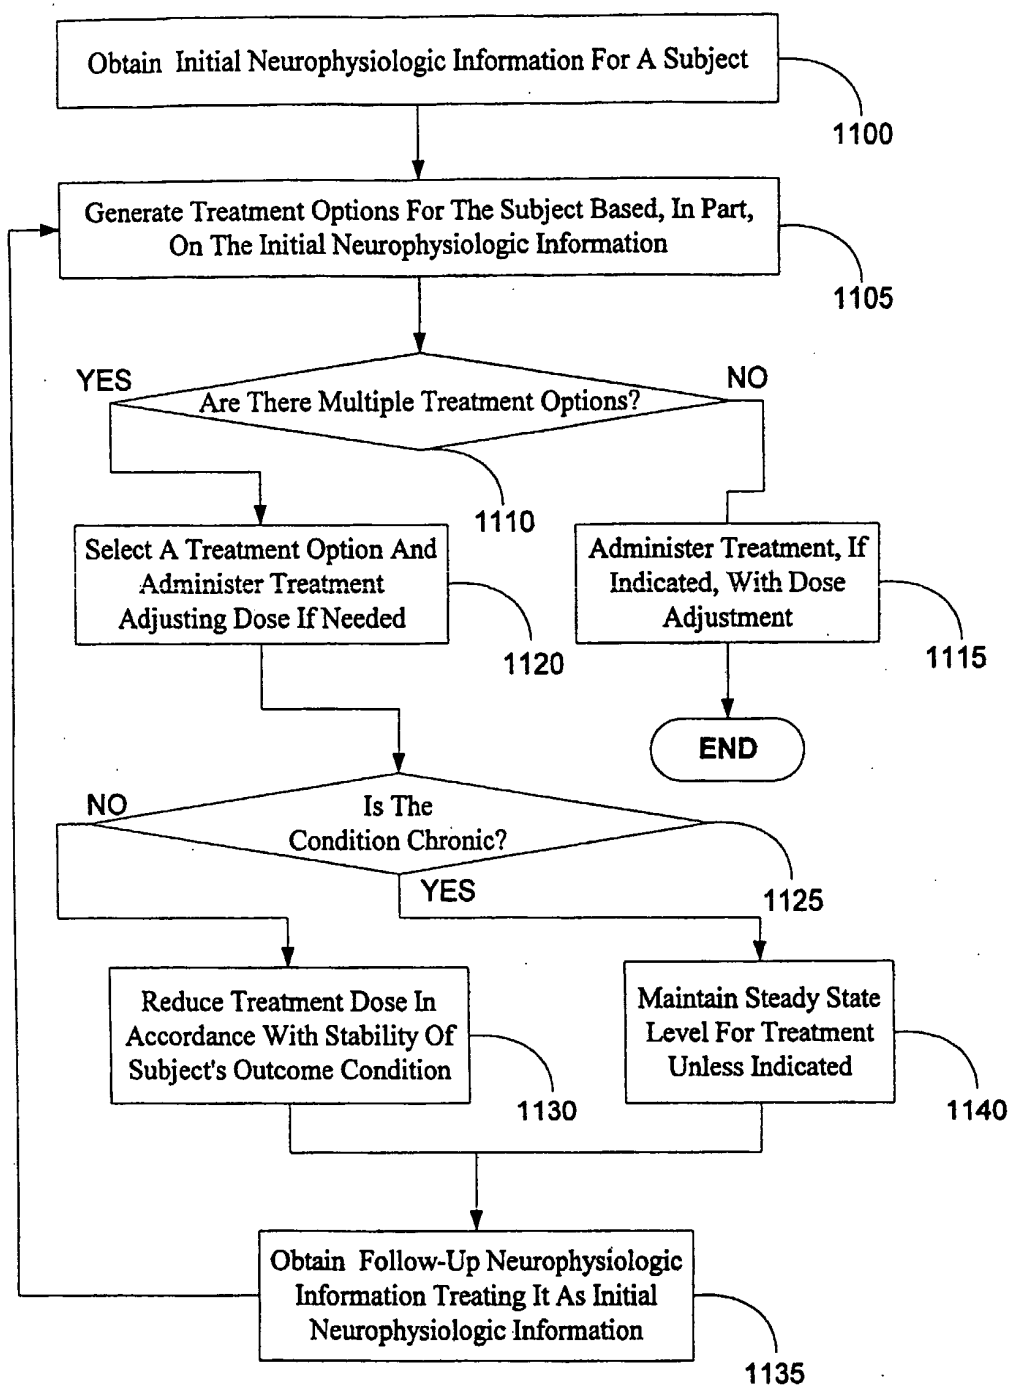 Obtain Initial Neurophysiologic Information For A Subject
1100
Generate Treatment Options For The Subject Based, In Part,
On The Initial Neurophysiologic Information
1105
YES
NO
Are There Multiple Treatment Options?
1110
Select A Treatment Option And
Administer Treatment
Adjusting Dose If Needed
1120
Administer Treatment, If
Indicated, With Dose
Adjustment
1115
END
NO
Is The
Condition Chronic?
YES
1125
Reduce Treatment Dose In
Accordance With Stability Of
Subject's Outcome Condition
1130
Maintain Steady State
Level For Treatment
Unless Indicated
1140
Obtain Follow-Up Neurophysiologic
Information Treating It As Initial
Neurophysiologic Information
1135